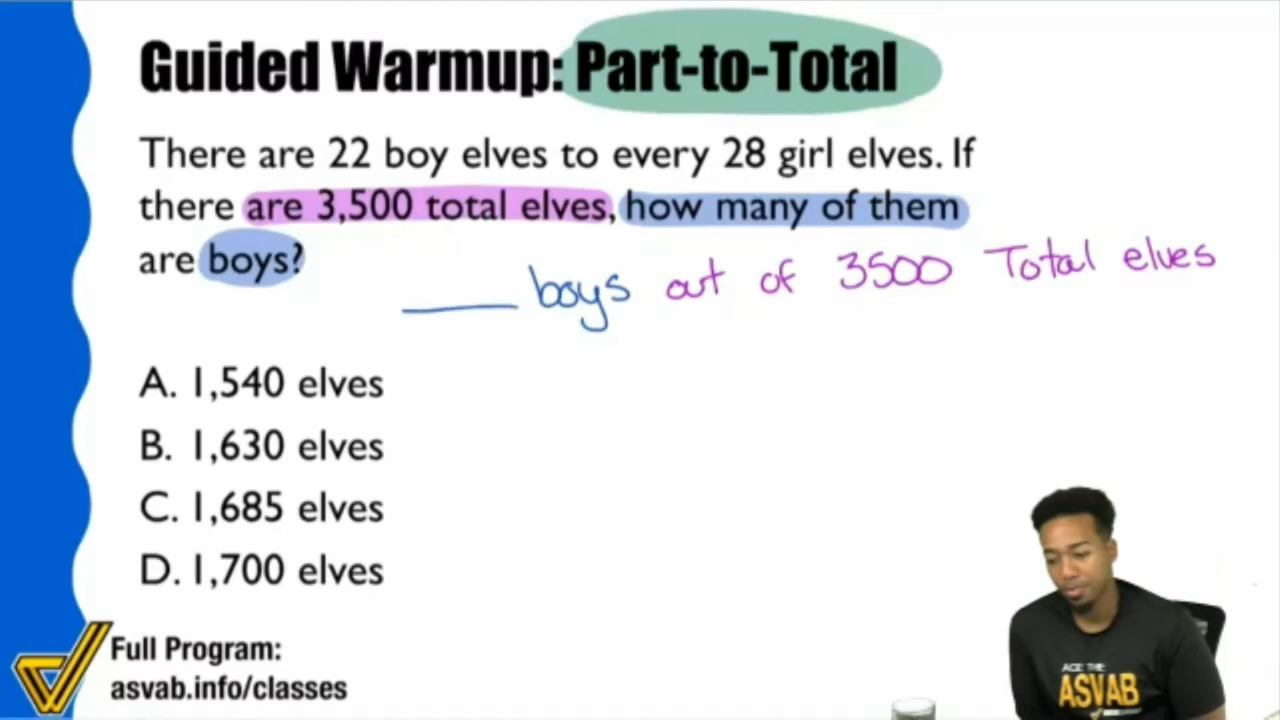 Guided Warmup: Part-to-Total
There are 22 boy elves to every 28 girl elves. If
there are 3,500 total elves, how many of them
are boys?
____ boys out of 3500 Total elves
A. 1,540 elves
B. 1,630 elves
C. 1,685 elves
D. 1,700 elves
Full Program:
asvab.info/classes
ACE THE
ASVAB